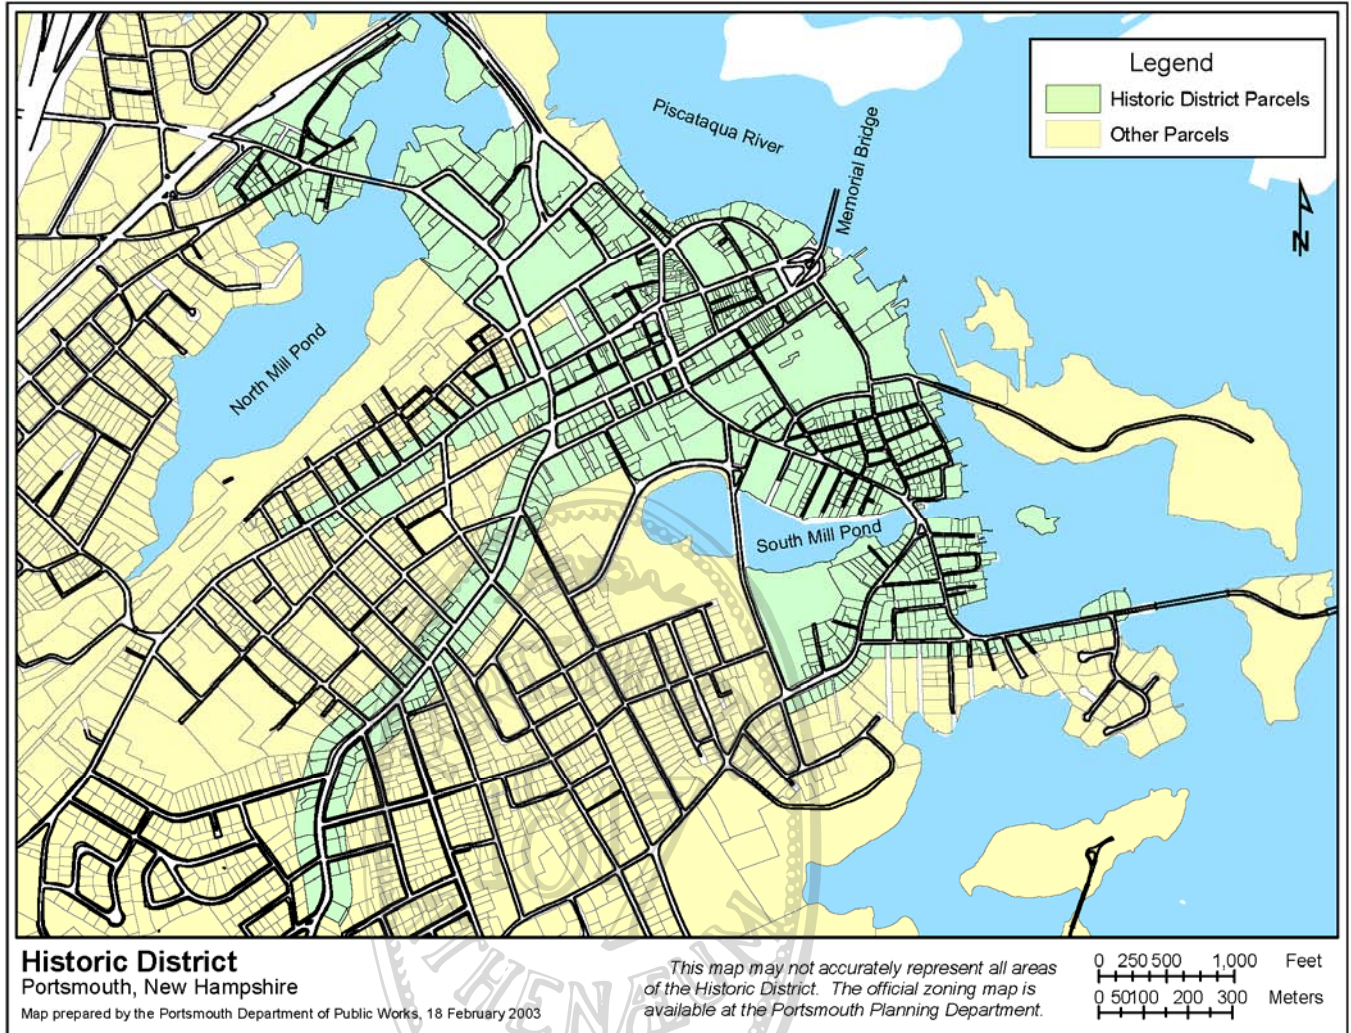 Legend
Historic District Parcels
Other Parcels
Piscataqua River
Memorial Bridge
N
North Mill Pond
South Mill Pond
Historic District
Portsmouth, New Hampshire
Map prepared by the Portsmouth Department of Public Works, 18 February 2003
This map may not accurately represent all areas
of the Historic District. The official zoning map is
available at the Portsmouth Planning Department.
0 250 500 1,000 Feet
0 50 100 200 300 Meters